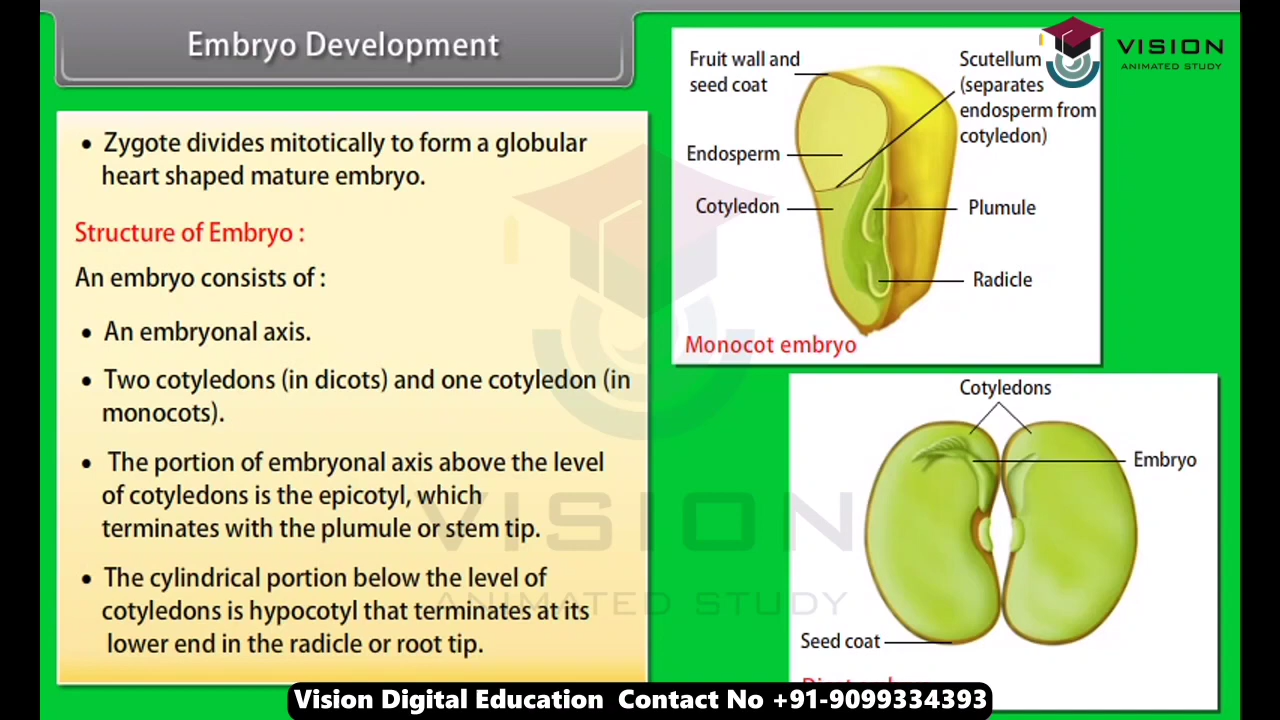 Embryo Development
• Zygote divides mitotically to form a globular
heart shaped mature embryo.
Structure of Embryo :
An embryo consists of :
• An embryonal axis.
• Two cotyledons (in dicots) and one cotyledon (in
monocots).
• The portion of embryonal axis above the level
of cotyledons is the epicotyl, which
terminates with the plumule or stem tip.
• The cylindrical portion below the level of
cotyledons is hypocotyl that terminates at its
lower end in the radicle or root tip.
Fruit wall and
seed coat
Endosperm
Cotyledon
Scutellum
(separates
endosperm from
cotyledon)
Plumule
Radicle
Monocot embryo
Cotyledons
Embryo
Seed coat
VISION
ANIMATED STUDY
VISION
ANIMATED STUDY
Vision Digital Education Contact No +91-9099334393